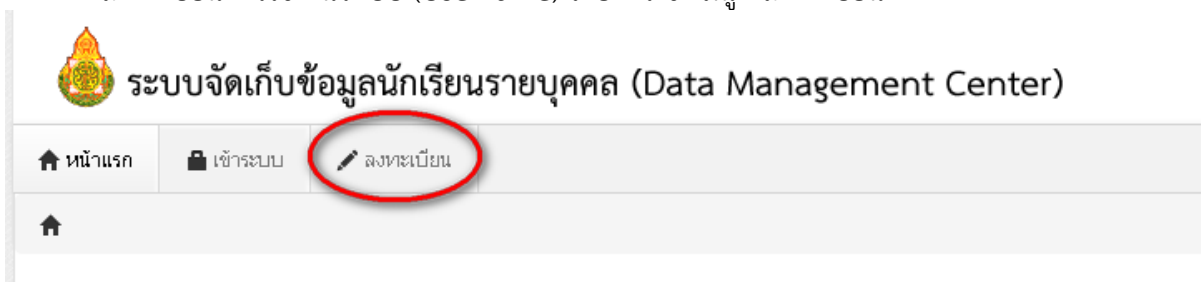 ระบบจัดเก็บข้อมูลนักเรียนรายบุคคล (Data Management Center)
หน้าแรก เข้าระบบ ลงทะเบียน